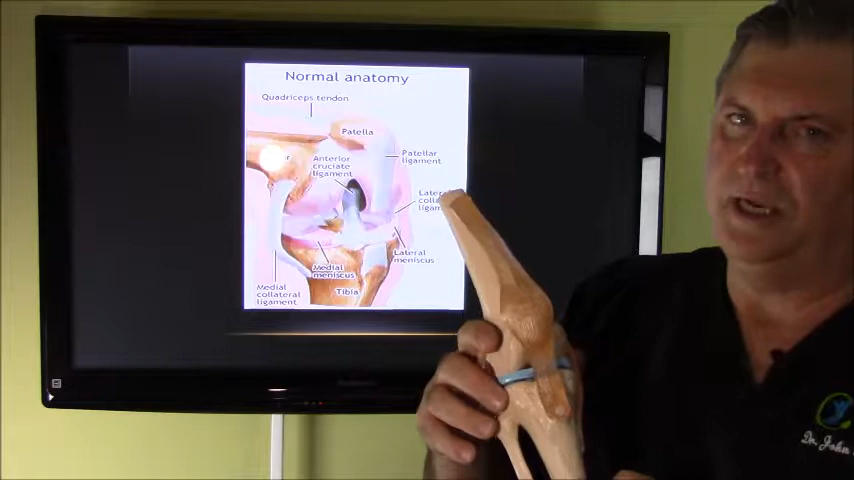 Normal anatomy
Quadriceps tendon
Patella
Anterior
cruciate
ligament
Patellar
ligament
Lateral
Lateral
meniscus
Medial
meniscus
Medial
collateral
ligament
Tibia
Dr. John